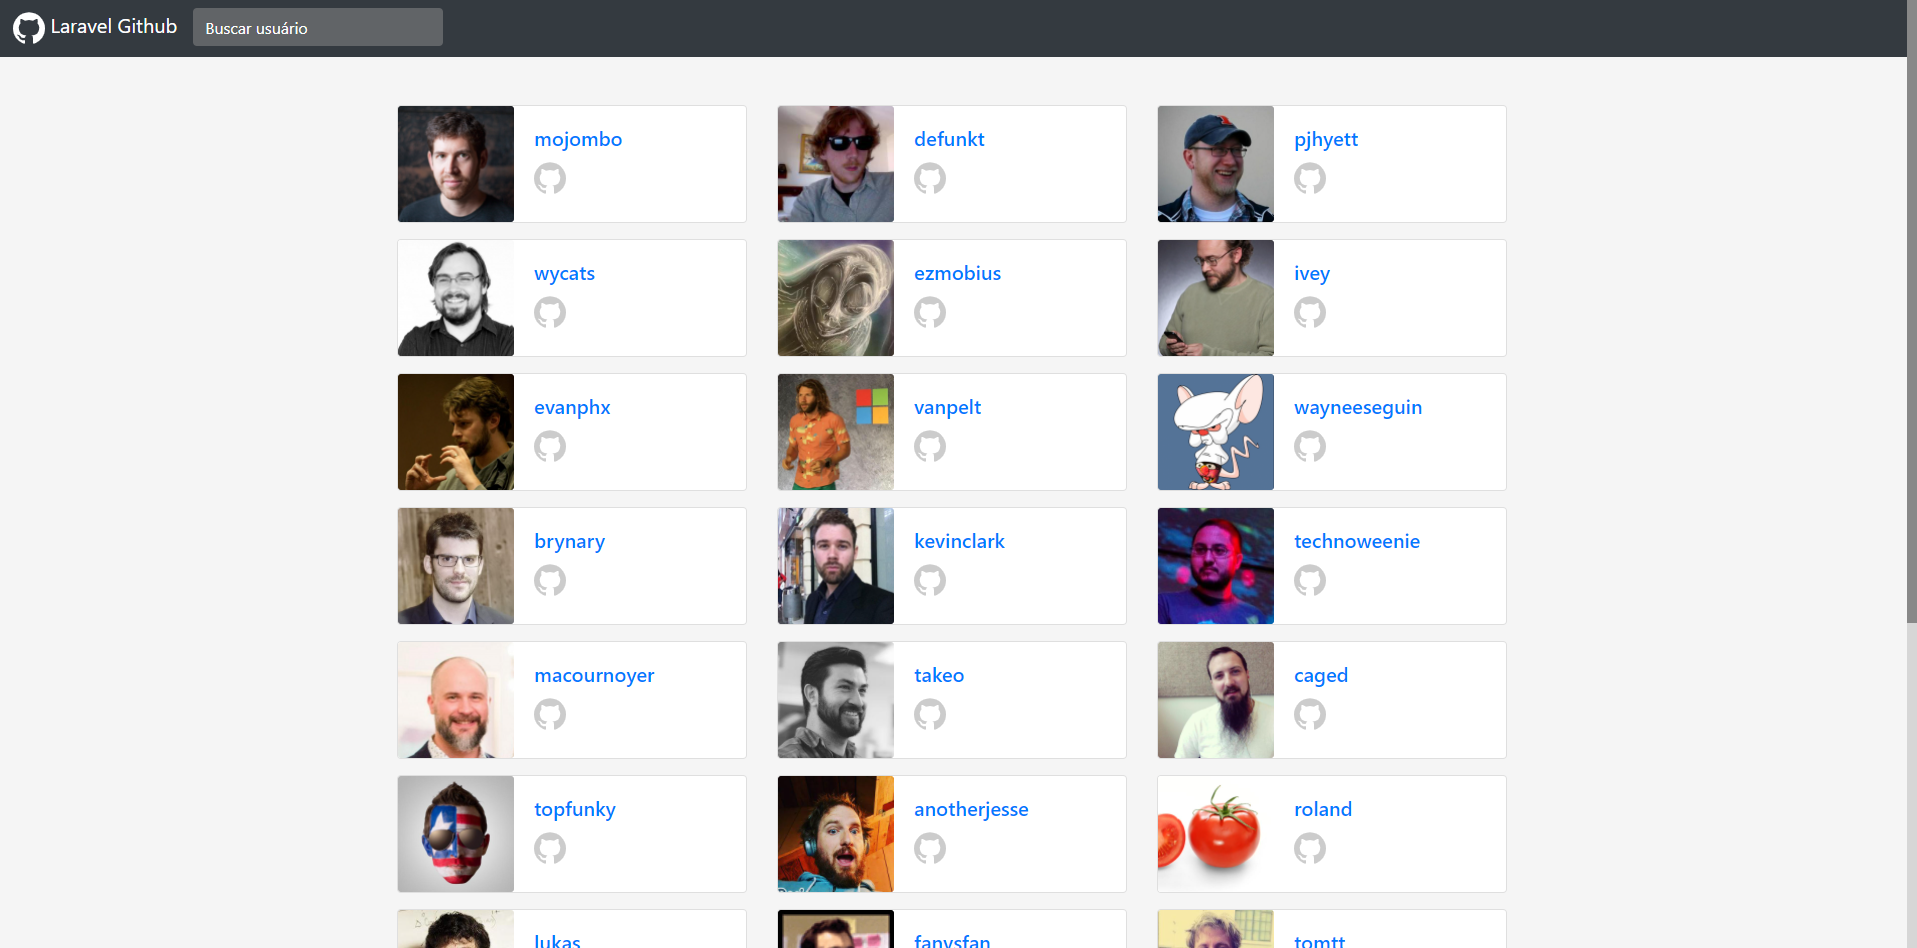 Laravel Github
Buscar usuário
mojombo
defunkt
pjhyett
wycats
ezmobius
ivey
evanphx
vanpelt
wayneeseguin
brynary
kevinclark
technoweenie
macournoyer
takeo
caged
topfunky
anotherjesse
roland
lukas
fanvsfan
tomtt